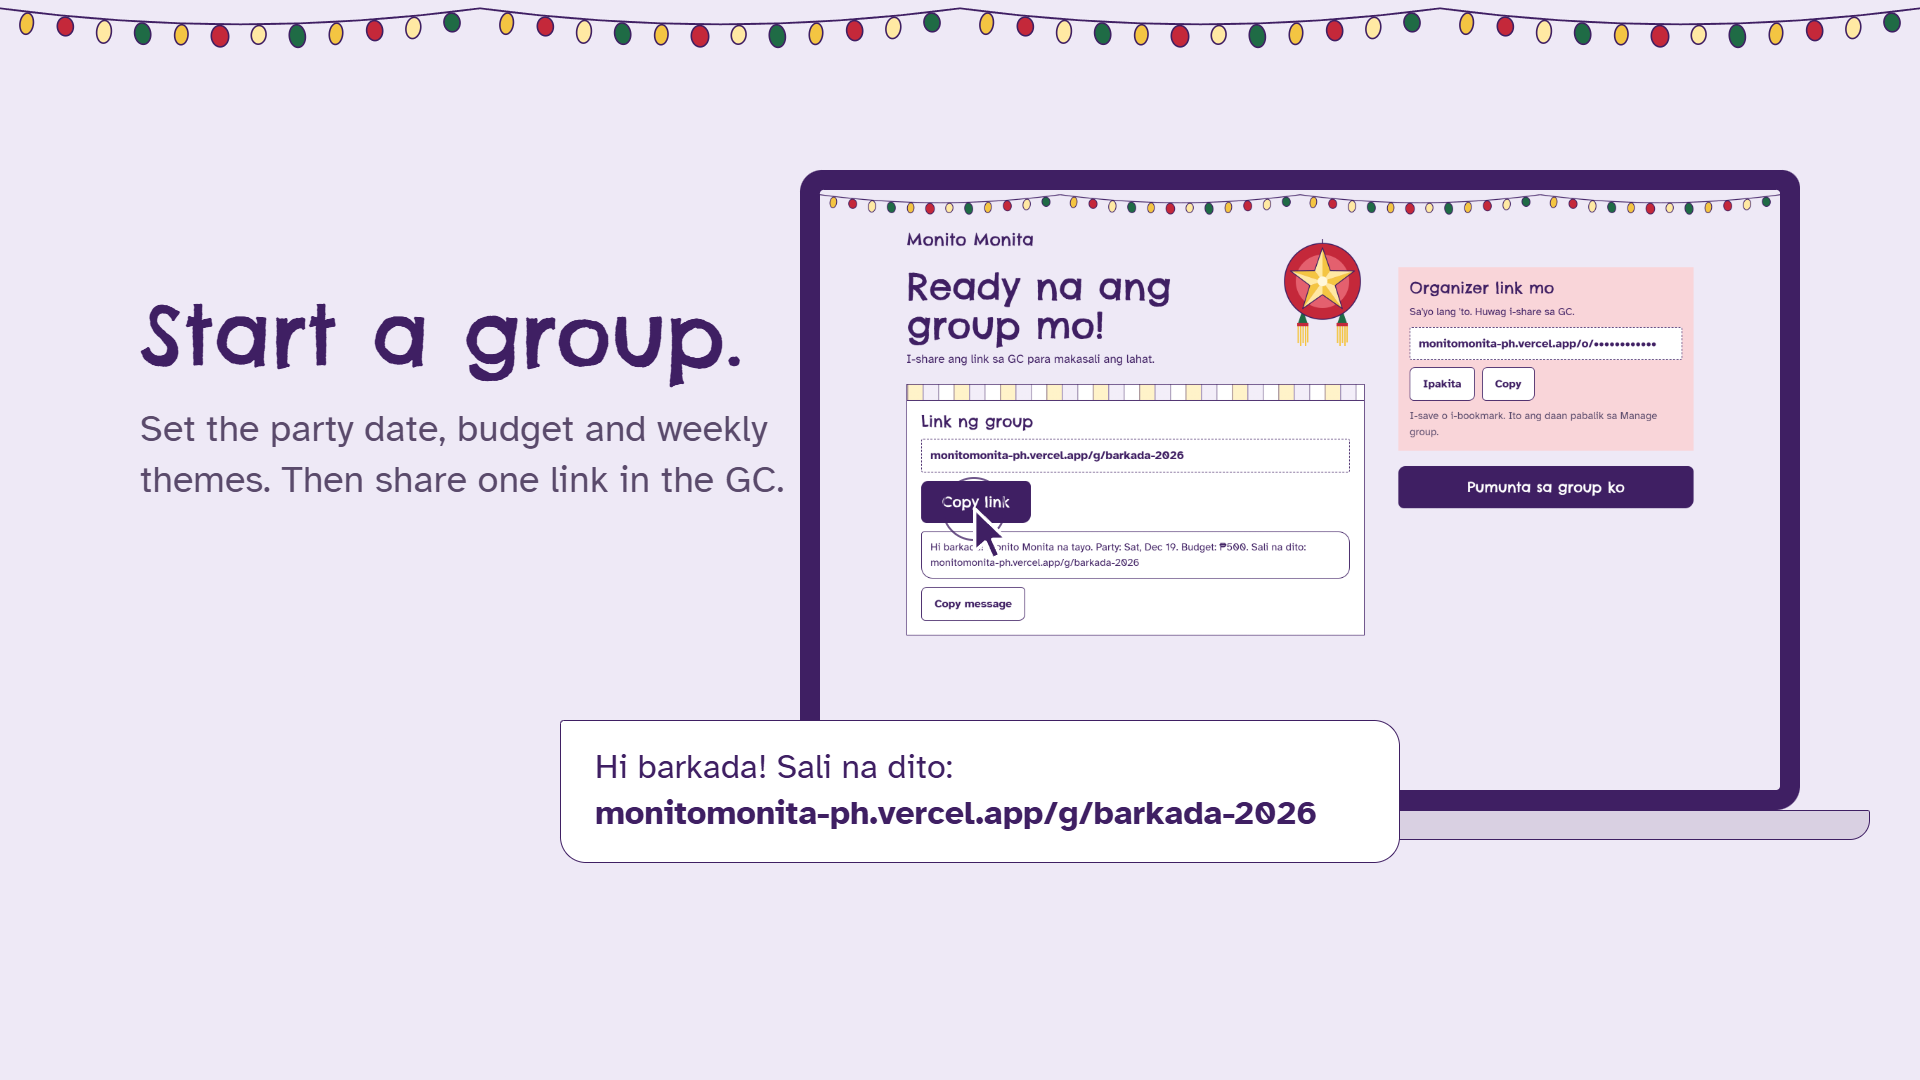 Start a group.
Set the party date, budget and weekly
themes. Then share one link in the GC.
Monito Monita
Ready na ang
group mo!
I-share ang link sa GC para makasali ang lahat.
Link ng group
monitomonita-ph.vercel.app/g/barkada-2026
Copy link
Hi barkad onito Monita na tayo. Party: Sat, Dec 19. Budget: ₱500. Sali na dito:
monitomonita-ph.vercel.app/g/barkada-2026
Copy message
Organizer link mo
Sa'yo lang 'to. Huwag i-share sa GC.
monitomonita-ph.vercel.app/o/••••••••••••
Ipakita
Copy
I-save o i-bookmark. Ito ang daan pabalik sa Manage
group.
Pumunta sa group ko
Hi barkada! Sali na dito:
monitomonita-ph.vercel.app/g/barkada-2026